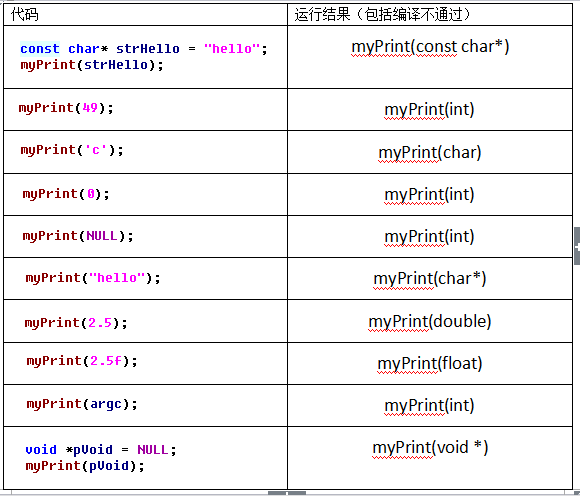 代码 运行结果（包括编译不通过）
const char* strHello = "hello"; myPrint(const char*)
myPrint(strHello);
myPrint(49); myPrint(int)
myPrint('c'); myPrint(char)
myPrint(0); myPrint(int)
myPrint(NULL); myPrint(int)
myPrint("hello"); myPrint(char*)
myPrint(2.5); myPrint(double)
myPrint(2.5f); myPrint(float)
myPrint(argc); myPrint(int)
void *pVoid = NULL; myPrint(void *)
myPrint(pVoid);